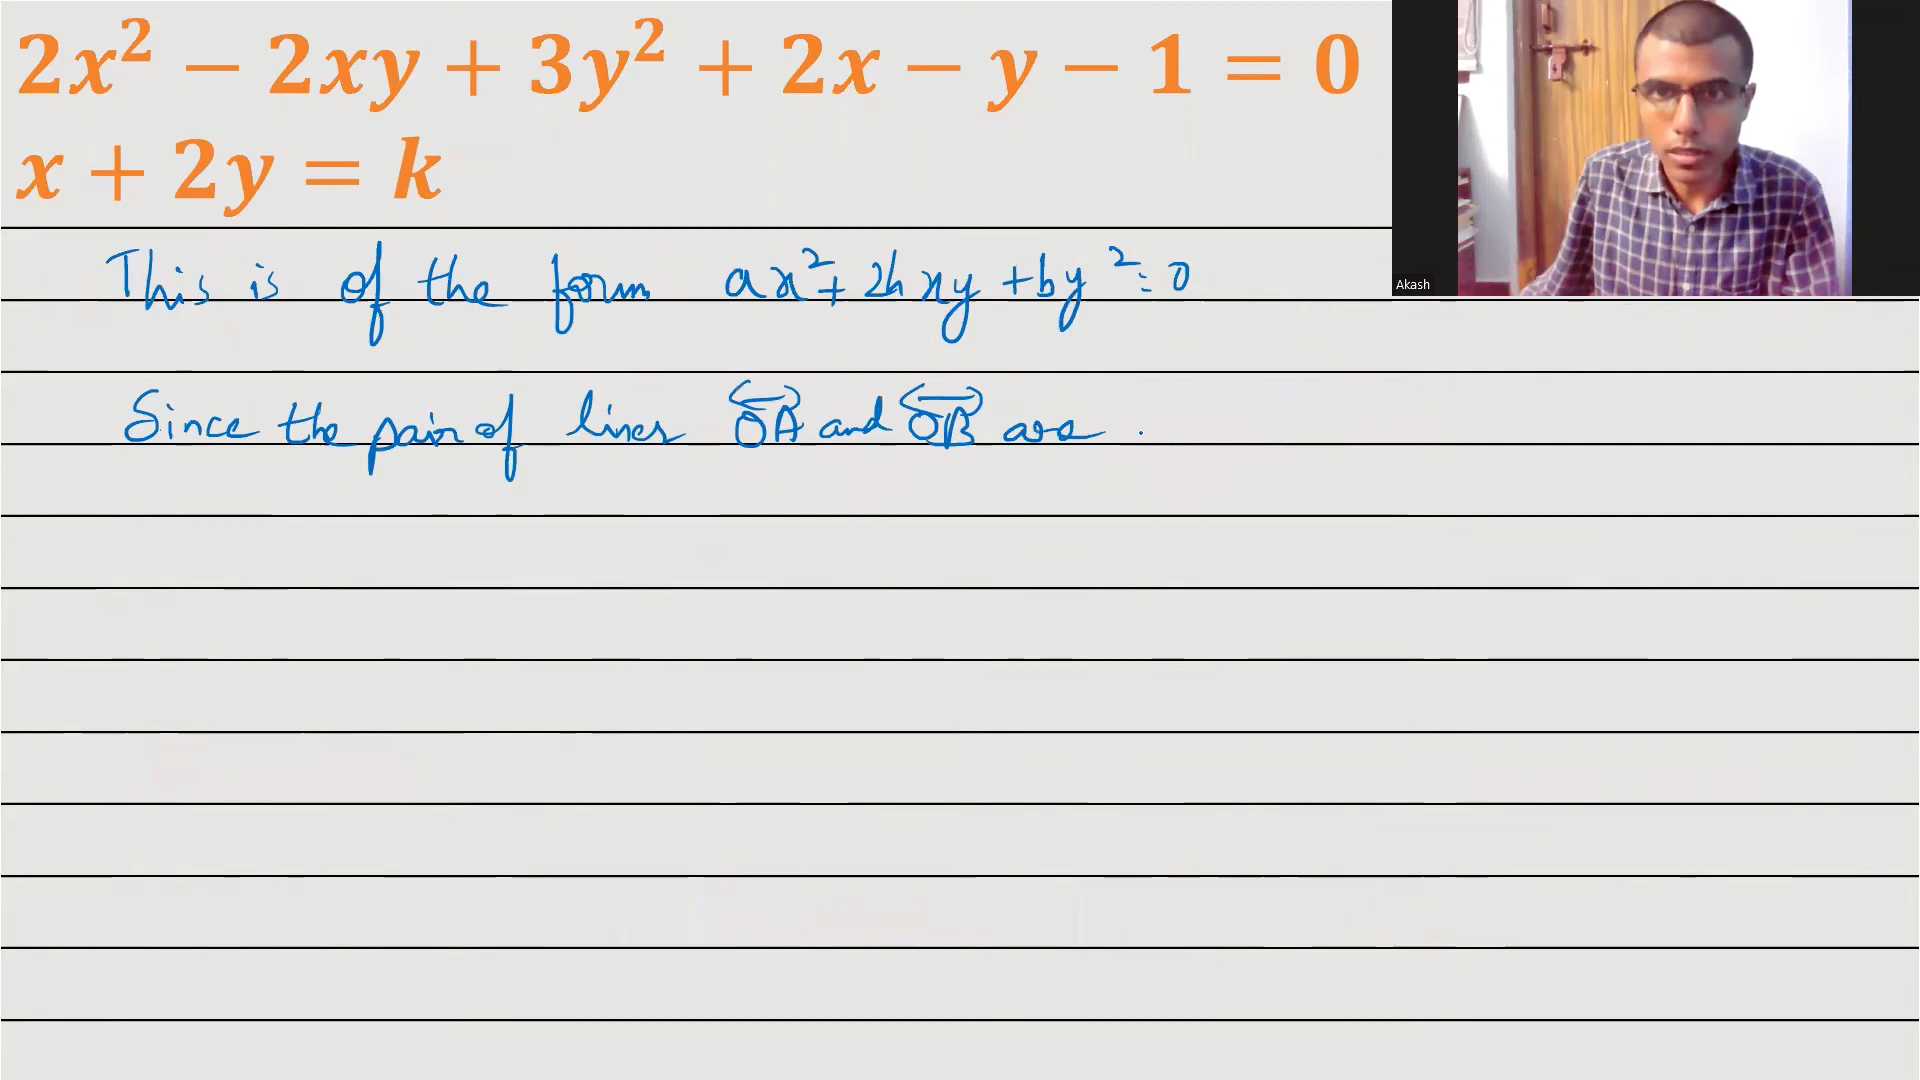 2x² − 2xy + 3y² + 2x − y − 1 = 0
x + 2y = k
Akash
This is of the form ax² + 2hxy + by² = 0
Since the pair of lines OA and OB are